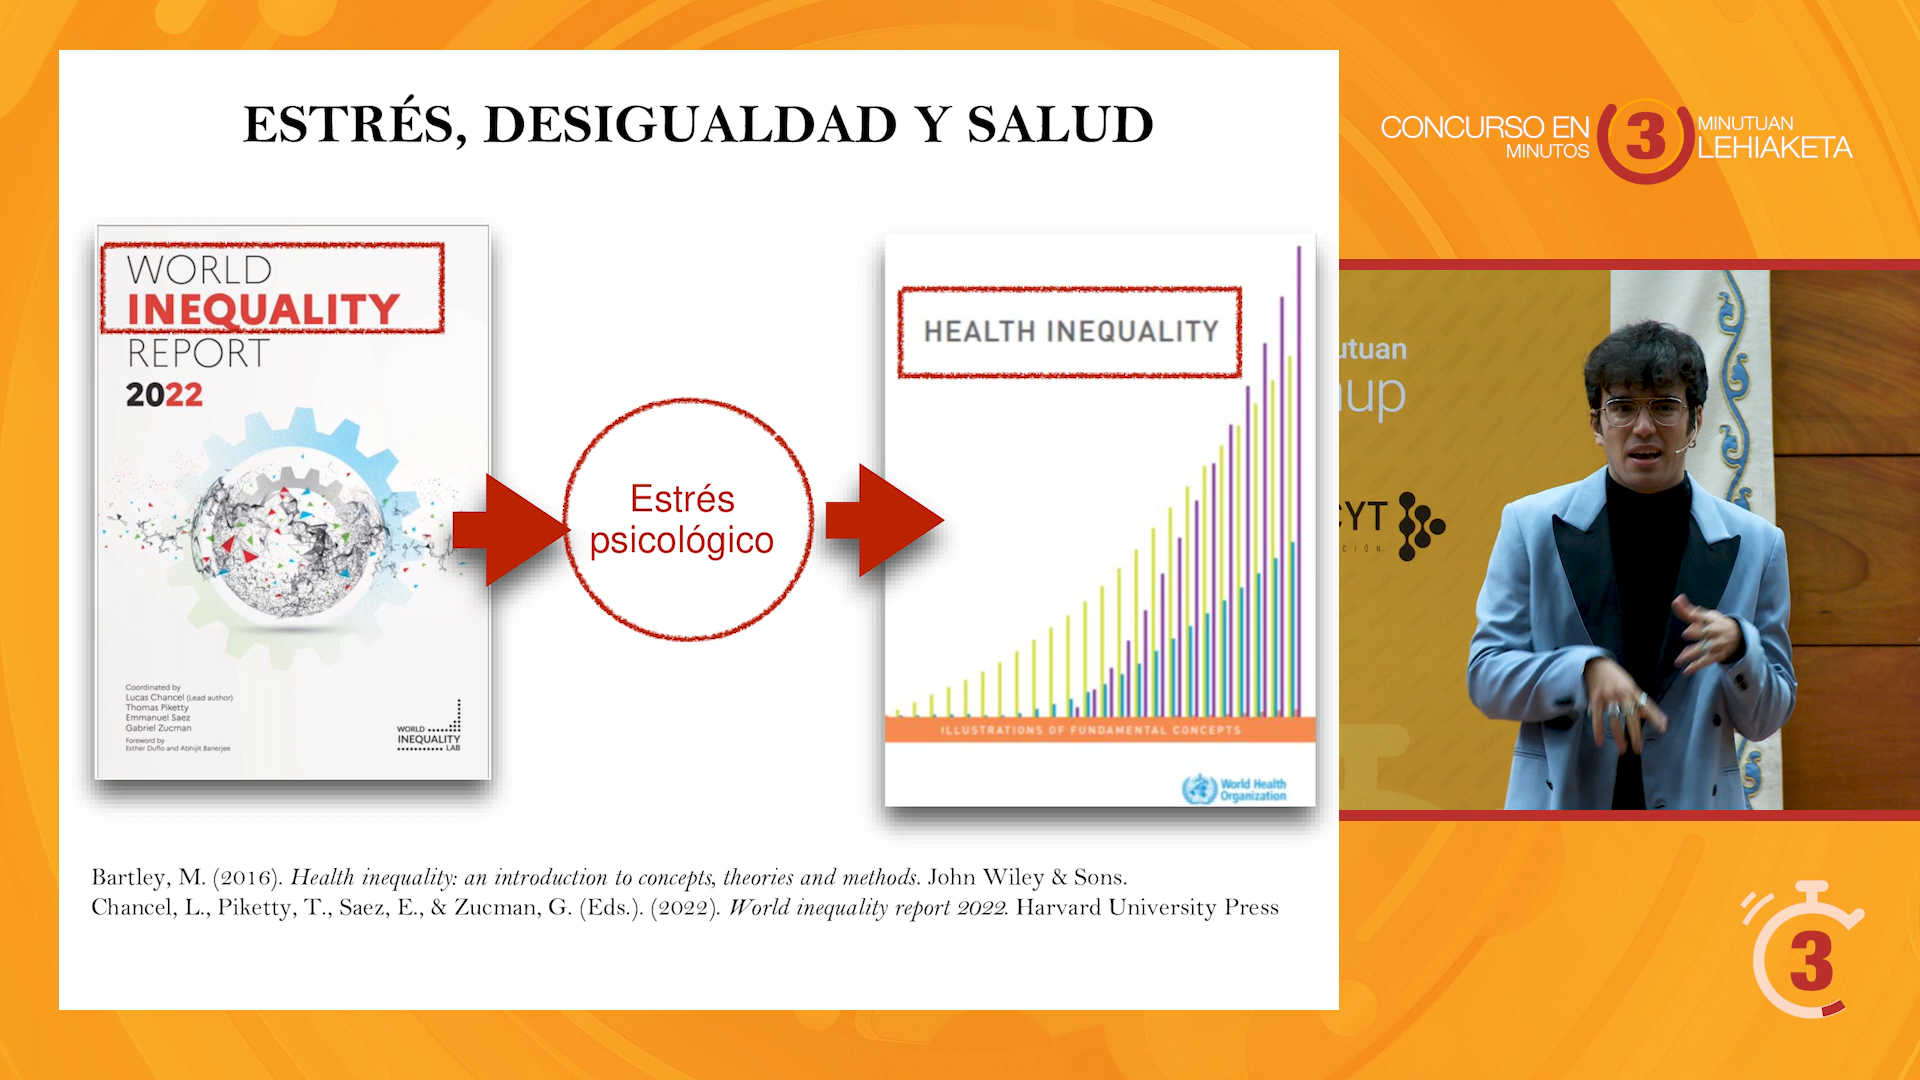 ESTRÉS, DESIGUALDAD Y SALUD
WORLD
INEQUALITY
REPORT
2022
Coordinated by
Lucas Chancel (Lead author)
Thomas Piketty
Emmanuel Saez
Gabriel Zucman
Foreword by
Esther Duflo and Abhijit Banerjee
WORLD
INEQUALITY
LAB
Estrés
psicológico
HEALTH INEQUALITY
ILLUSTRATIONS OF FUNDAMENTAL CONCEPTS
World Health
Organization
Bartley, M. (2016). Health inequality: an introduction to concepts, theories and methods. John Wiley & Sons.
Chancel, L., Piketty, T., Saez, E., & Zucman, G. (Eds.). (2022). World inequality report 2022. Harvard University Press
CONCURSO EN
MINUTOS
3
MINUTUAN
LEHIAKETA
utuan
up
CYT
3